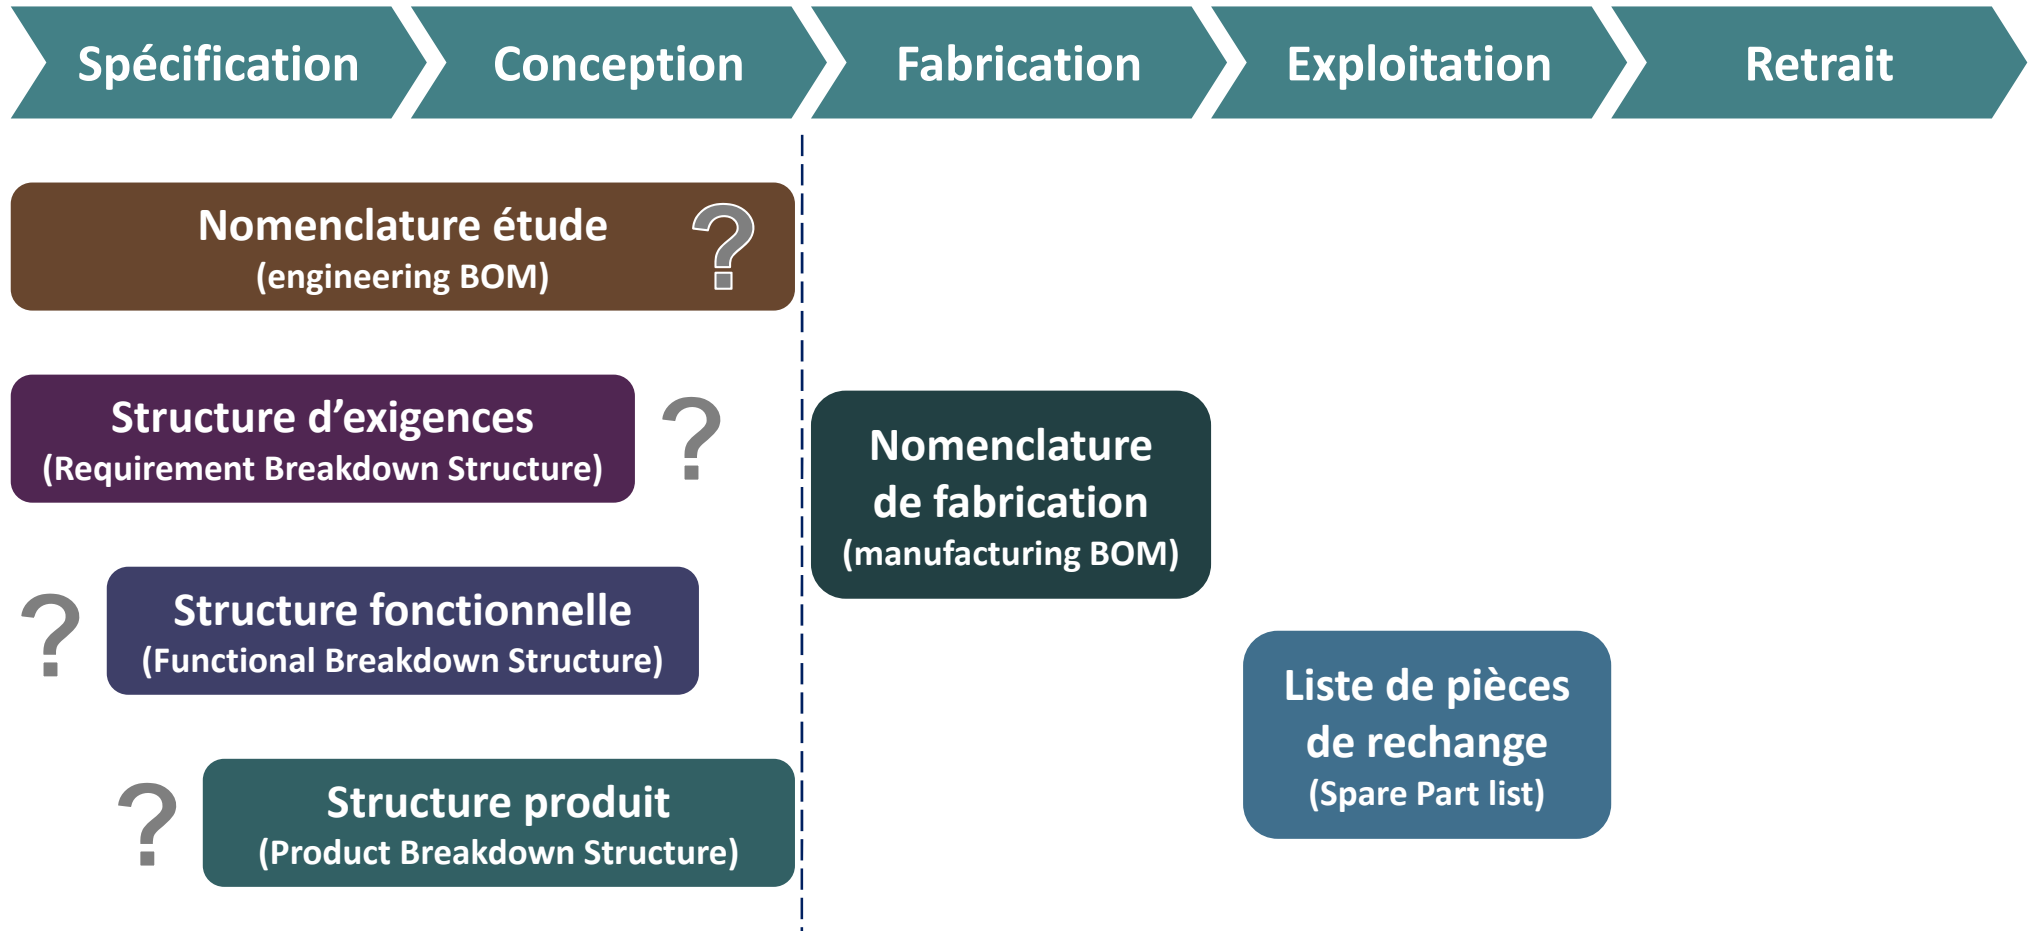 Spécification
Conception
Fabrication
Exploitation
Retrait
Nomenclature étude
(engineering BOM)
?
Structure d’exigences
(Requirement Breakdown Structure)
?
Nomenclature
de fabrication
(manufacturing BOM)
?
Structure fonctionnelle
(Functional Breakdown Structure)
Liste de pièces
de rechange
(Spare Part list)
?
Structure produit
(Product Breakdown Structure)